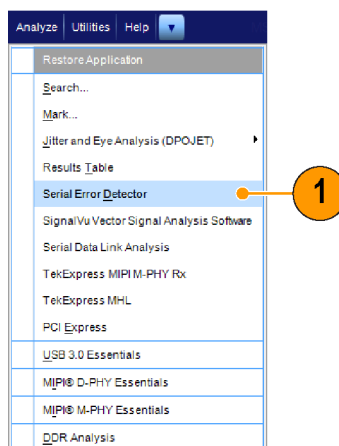 Analyze Utilities Help
Restore Application
Search...
Mark...
Jitter and Eye Analysis (DPOJET)
Results Table
Serial Error Detector
1
SignalVu Vector Signal Analysis Software
Serial Data Link Analysis
TekExpress MIPI M-PHY Rx
TekExpress MHL
PCI Express
USB 3.0 Essentials
MIPI® D-PHY Essentials
MIPI® M-PHY Essentials
DDR Analysis